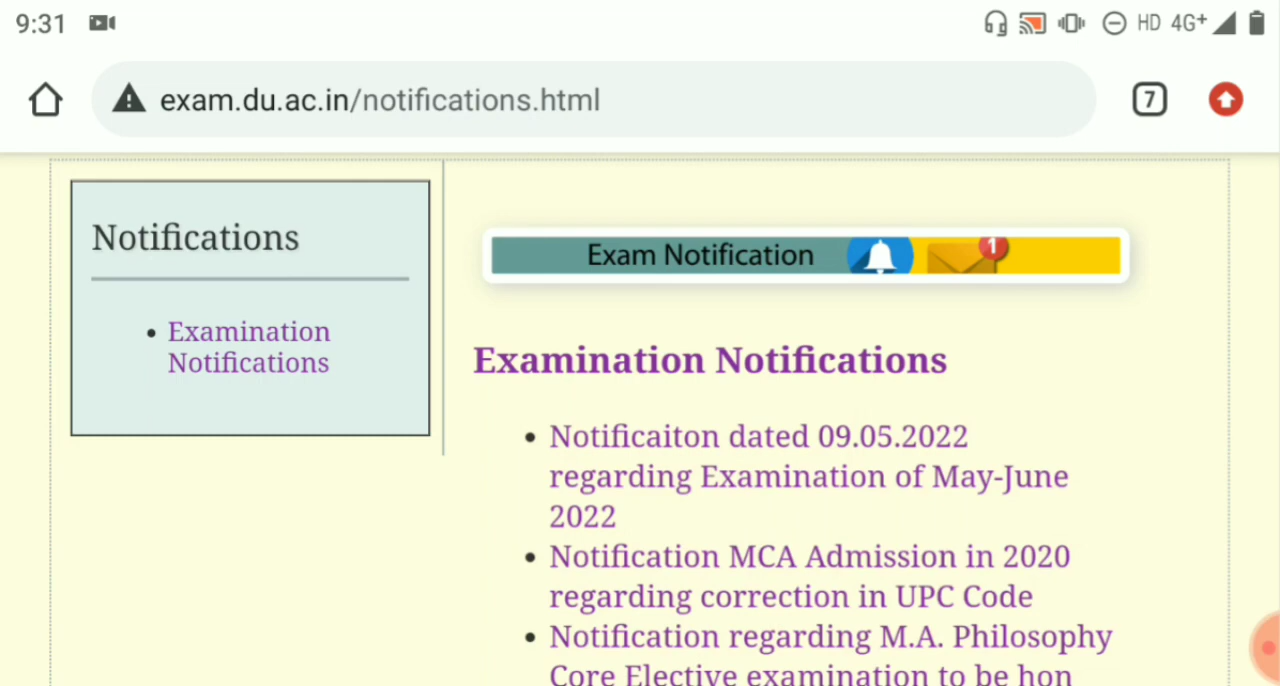 9:31
HD 4G+
exam.du.ac.in/notifications.html
7
Notifications
Examination
Notifications
Exam Notification
1
Examination Notifications
Notificaiton dated 09.05.2022
regarding Examination of May-June
2022
Notification MCA Admission in 2020
regarding correction in UPC Code
Notification regarding M.A. Philosophy
Core Elective examination to be hon